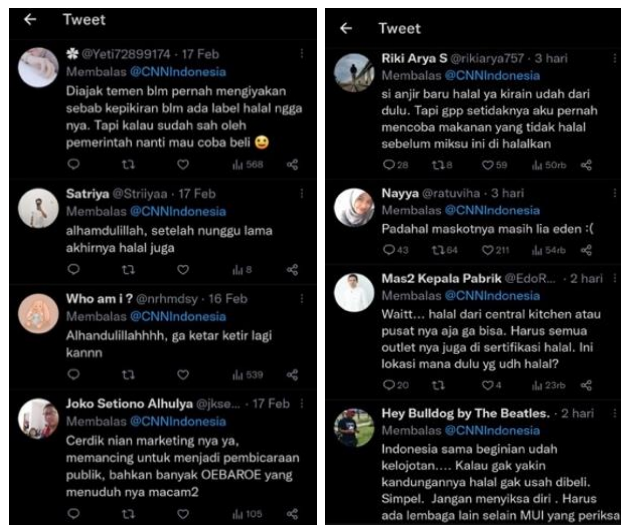 Tweet
@Yeti72899174 · 17 Feb
Membalas @CNNIndonesia
Diajak temen blm pernah mengiyakan
sebab kepikiran blm ada label halal ngga
nya. Tapi kalau sudah sah oleh
pemerintah nanti mau coba beli 😉
568
Satriya @Striiyaa · 17 Feb
Membalas @CNNIndonesia
alhamdulillah, setelah nunggu lama
akhirnya halal juga
8
Who am i ? @nrhmdsy · 16 Feb
Membalas @CNNIndonesia
Alhandulillahhhh, ga ketar ketir lagi
kannn
539
Joko Setiono Alhulya @jkse... · 17 Feb
Membalas @CNNIndonesia
Cerdik nian marketing nya ya,
memancing untuk menjadi pembicaraan
publik, bahkan banyak OEBAROE yang
menuduh nya macam2
105
Tweet
Riki Arya S @rikiarya757 · 3 hari
Membalas @CNNIndonesia
si anjir baru halal ya kirain udah dari
dulu. Tapi gpp setidaknya aku pernah
mencoba makanan yang tidak halal
sebelum miksu ini di halalkan
28 8 59 50rb
Nayya @ratuviha · 3 hari
Membalas @CNNIndonesia
Padahal maskotnya masih lia eden :(
43 64 211 54rb
Mas2 Kepala Pabrik @EdoR... · 2 hari
Membalas @CNNIndonesia
Waitt... halal dari central kitchen atau
pusat nya aja ga bisa. Harus semua
outlet nya juga di sertifikasi halal. Ini
lokasi mana dulu yg udh halal?
20 4 23rb
Hey Bulldog by The Beatles. · 2 hari
Membalas @CNNIndonesia
Indonesia sama beginian udah
kelojotan.... Kalau gak yakin
kandungannya halal gak usah dibeli.
Simpel. Jangan menyiksa diri . Harus
ada lembaga lain selain MUI yang periksa